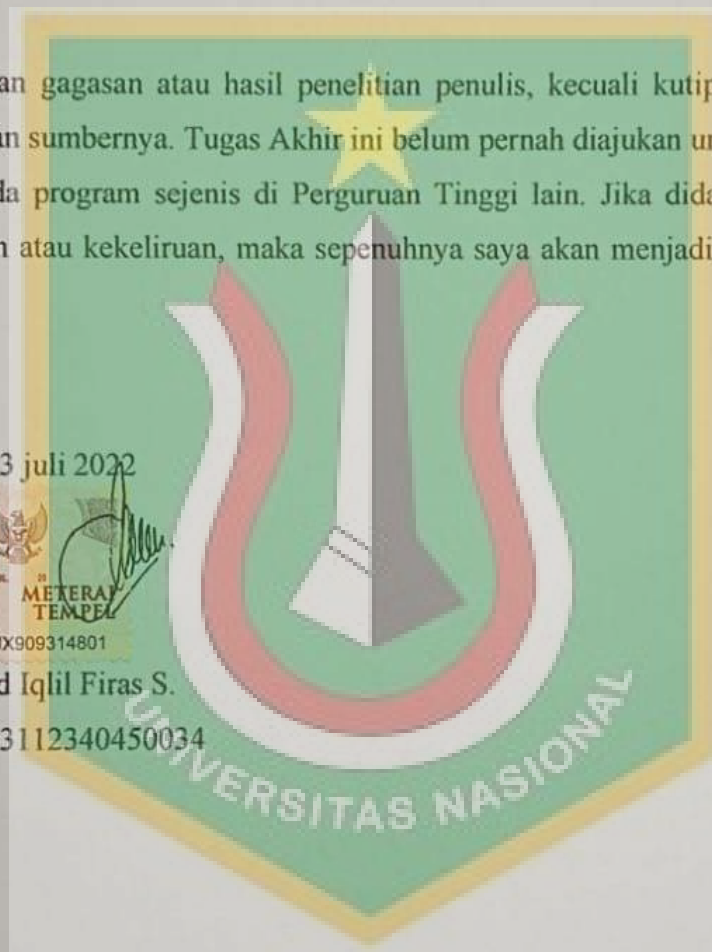 an gagasan atau hasil penelitian penulis, kecuali kutip
n sumbernya. Tugas Akhir ini belum pernah diajukan un
la program sejenis di Perguruan Tinggi lain. Jika dida
n atau kekeliruan, maka sepenuhnya saya akan menjadi
3 juli 2022
METERAI
TEMPEL
X909314801
d Iqlil Firas S.
3112340450034
UNIVERSITAS NASIONAL